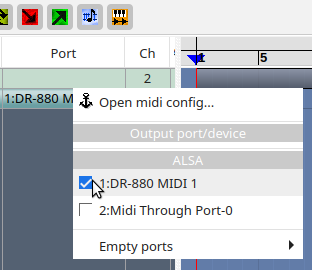 Port Ch
5
2
1:DR-880 M
Open midi config...
Output port/device
ALSA
1:DR-880 MIDI 1
2:Midi Through Port-0
Empty ports